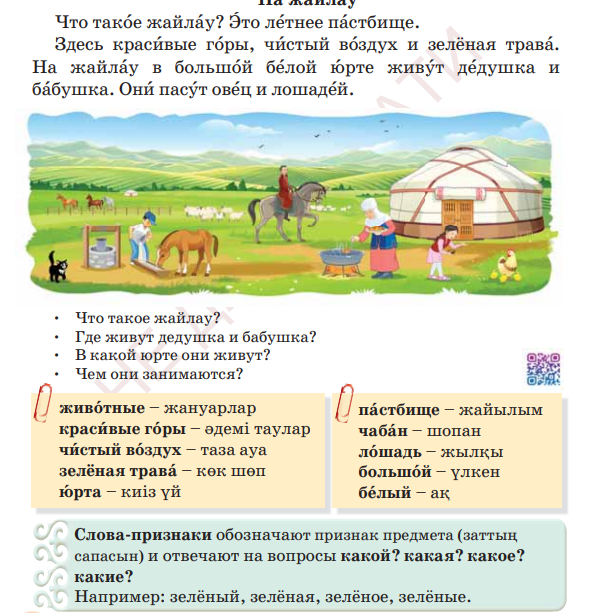 На жайлау
Что тако́е жайла́у? Э́то ле́тнее па́стбище.
Здесь краси́вые го́ры, чи́стый во́здух и зелёная трава́.
На жайла́у в большо́й бе́лой ю́рте живу́т де́душка и
ба́бушка. Они́ пасу́т ове́ц и лошаде́й.
• Что такое жайлау?
• Где живут дедушка и бабушка?
• В какой юрте они живут?
• Чем они занимаются?
живо́тные – жануарлар
краси́вые го́ры – әдемі таулар
чи́стый во́здух – таза ауа
зелёная трава́ – көк шөп
ю́рта – киіз үй
па́стбище – жайылым
чаба́н – шопан
ло́шадь – жылқы
большо́й – үлкен
бе́лый – ақ
Слова-признаки обозначают признак предмета (заттың
сапасын) и отвечают на вопросы какой? какая? какое?
какие?
Например: зелёный, зелёная, зелёное, зелёные.